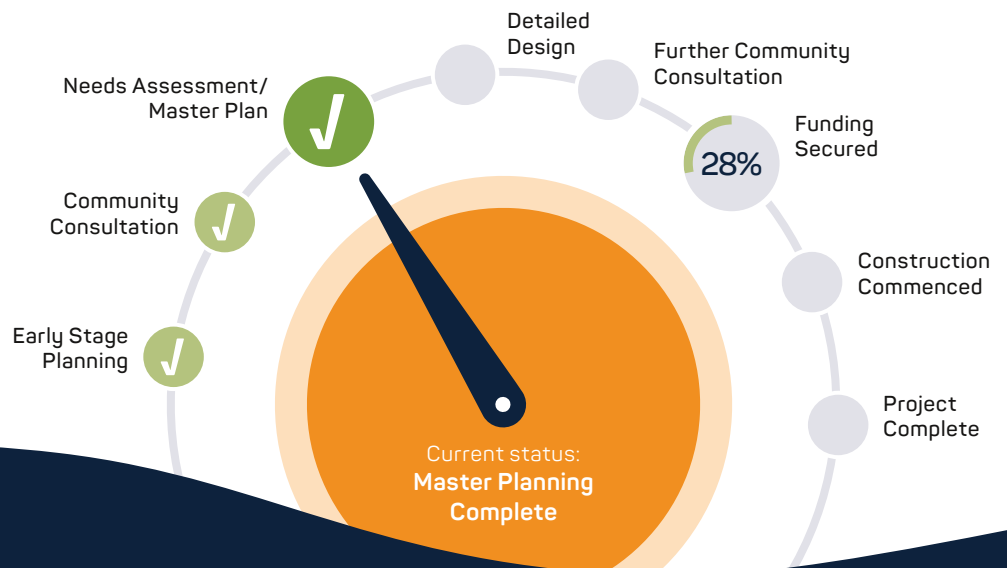 Detailed
Design
Further Community
Consultation
Needs Assessment/
Master Plan
Funding
Secured
28%
Community
Consultation
Construction
Commenced
Early Stage
Planning
Project
Complete
Current status:
Master Planning
Complete